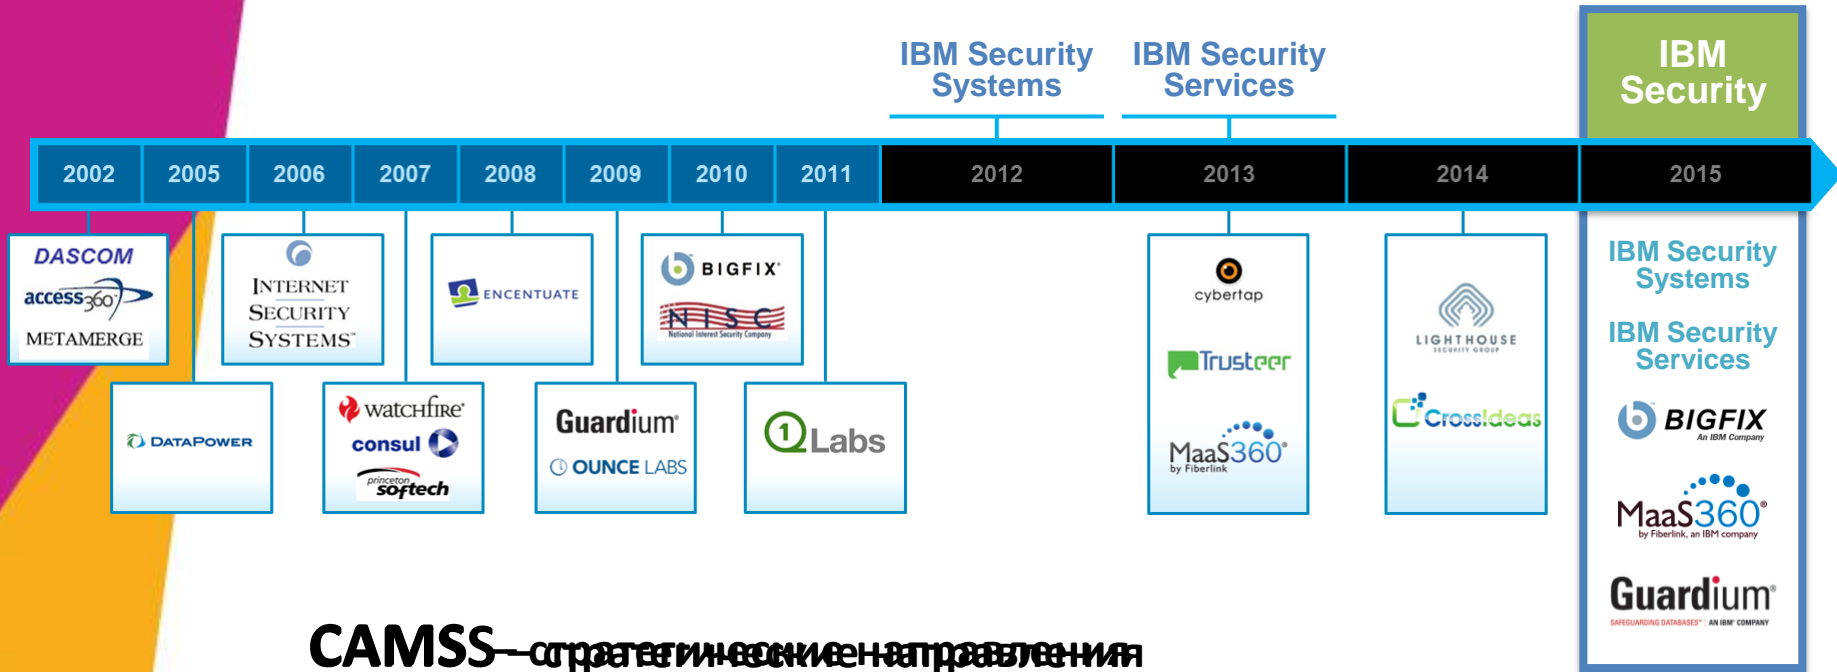 IBM Security
Systems
IBM Security
Services
IBM
Security
2002 2005 2006 2007 2008 2009 2010 2011 2012 2013 2014 2015
DASCOM
access360
METAMERGE
INTERNET
SECURITY
SYSTEMS™
ENCENTUATE
BIGFIX®
NISC
National Interest Security Company
cybertap
Trusteer
MaaS360®
by Fiberlink
LIGHTHOUSE
SECURITY GROUP
CrossIdeas
DATAPOWER
WATCHFIRE®
consul
princeton
softech
Guardium®
OUNCE LABS
Q1 Labs
IBM Security
Systems
IBM Security
Services
BIGFIX
An IBM Company
MaaS360®
by Fiberlink, an IBM company
Guardium®
SAFEGUARDING DATABASES™ | AN IBM® COMPANY
CAMSS – стратегические направления